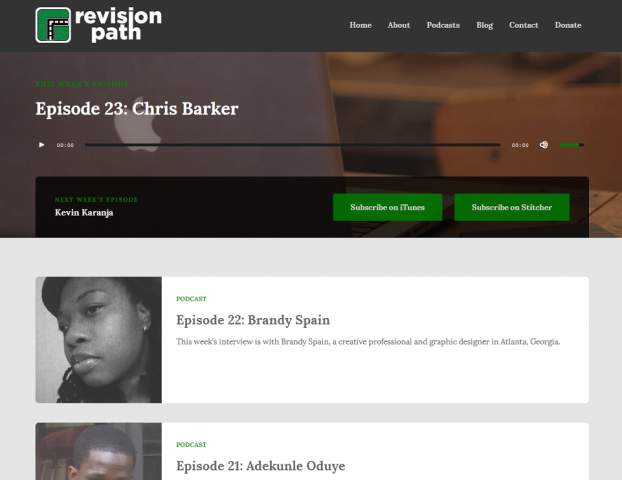 revision
path
Home About Podcasts Blog Contact Donate
THIS WEEK'S EPISODE
Episode 23: Chris Barker
00:00 00:00
NEXT WEEK'S EPISODE
Kevin Karanja
Subscribe on iTunes Subscribe on Stitcher
PODCAST
Episode 22: Brandy Spain
This week's interview is with Brandy Spain, a creative professional and graphic designer in Atlanta, Georgia.
PODCAST
Episode 21: Adekunle Oduye